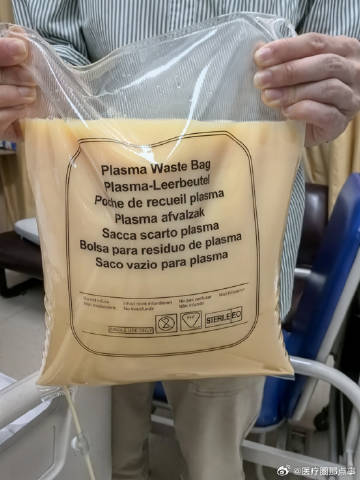 Plasma Waste Bag
Plasma-Leerbeutel
Poche de recueil plasma
Plasma afvalzak
Sacca scarto plasma
Bolsa para residuo de plasma
Saco vazio para plasma
STERILE EO
@医疗圈那点事